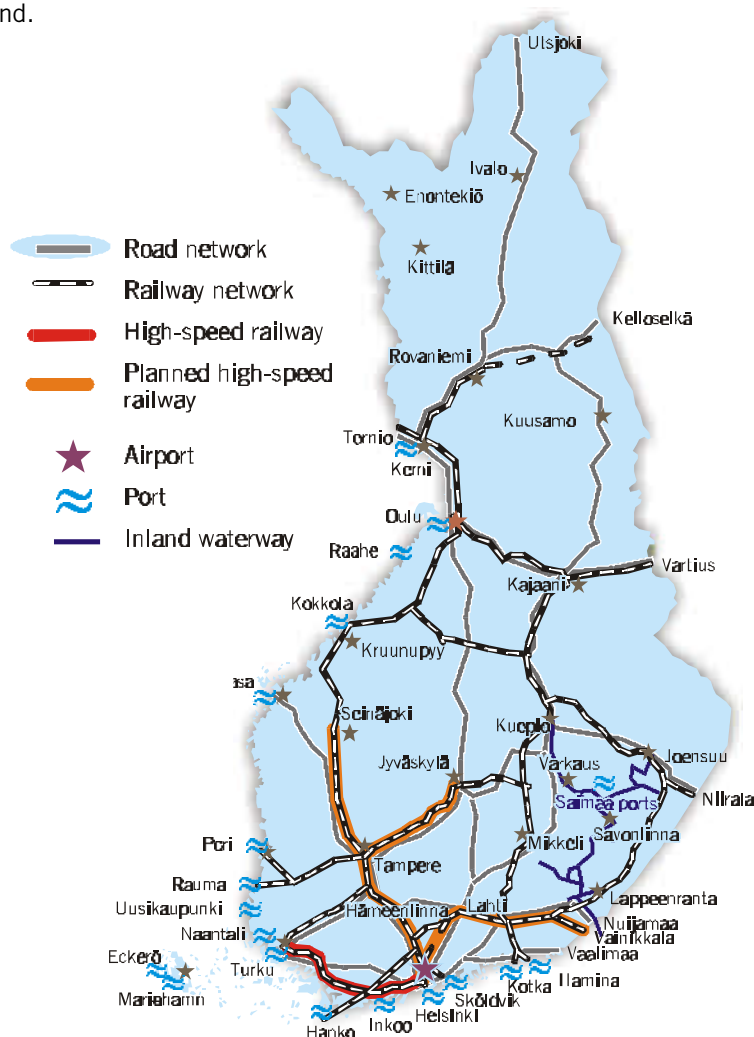 nd.
Utsjoki
Ivalo
Enontekiö
Kittilä
Road network
Railway network
High-speed railway
Planned high-speed
railway
Airport
Port
Inland waterway
Kelloselkä
Rovaniemi
Kuusamo
Tornio
Kemi
Oulu
Raahe
Vartius
Kajaani
Kokkola
Kruunupyy
asa
Seinäjoki
Kuopio
Joensuu
Jyväskylä
Varkaus
Saimaa ports
Niirala
Savonlinna
Pori
Mikkeli
Tampere
Rauma
Lappeenranta
Uusikaupunki
Hämeenlinna
Lahti
Nuijamaa
Naantali
Vainikkala
Vaalimaa
Eckerö
Turku
Hamina
Kotka
Mariehamn
Sköldvik
Helsinki
Inkoo
Hanko